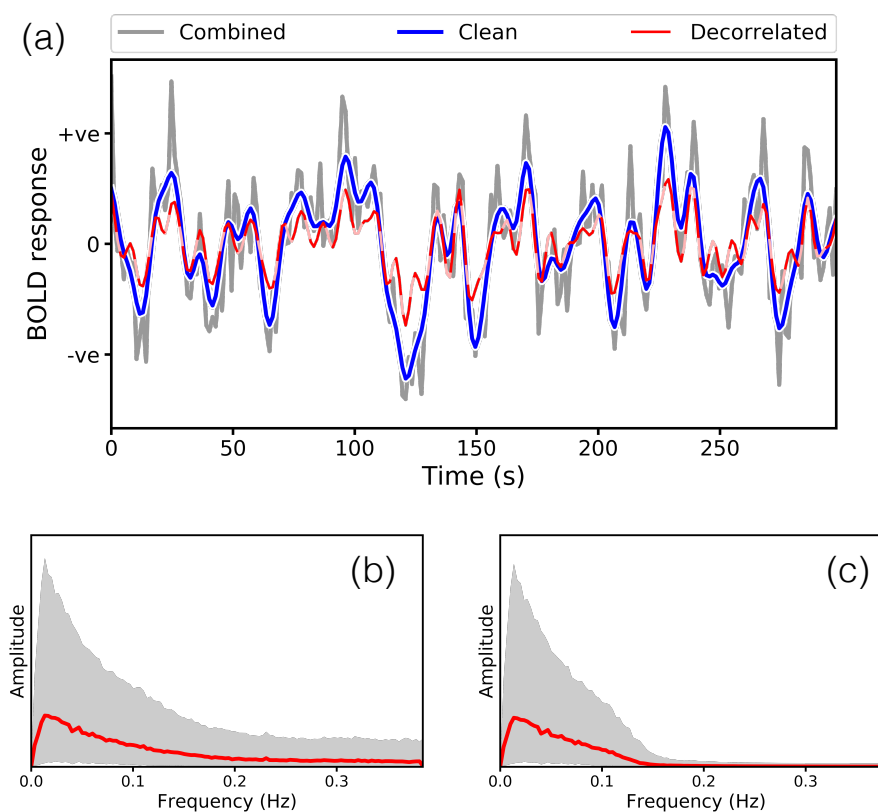 (a)
Combined Clean Decorrelated
+ve
0
-ve
BOLD response
0 50 100 150 200 250
Time (s)
(b)
Amplitude
0.0 0.1 0.2 0.3
Frequency (Hz)
(c)
Amplitude
0.0 0.1 0.2 0.3
Frequency (Hz)